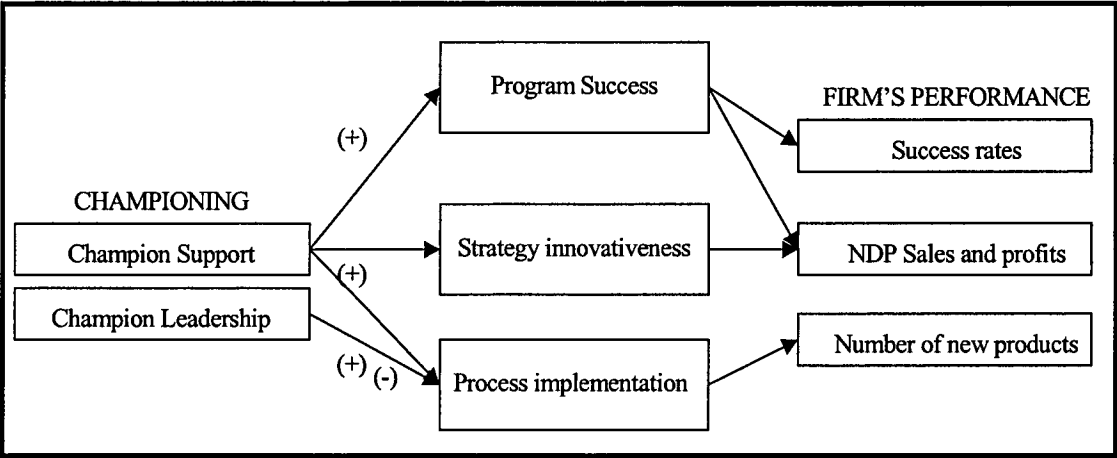 CHAMPIONING
Champion Support
Champion Leadership
(+)
(+)
(+)
(-)
Program Success
Strategy innovativeness
Process implementation
FIRM'S PERFORMANCE
Success rates
NDP Sales and profits
Number of new products